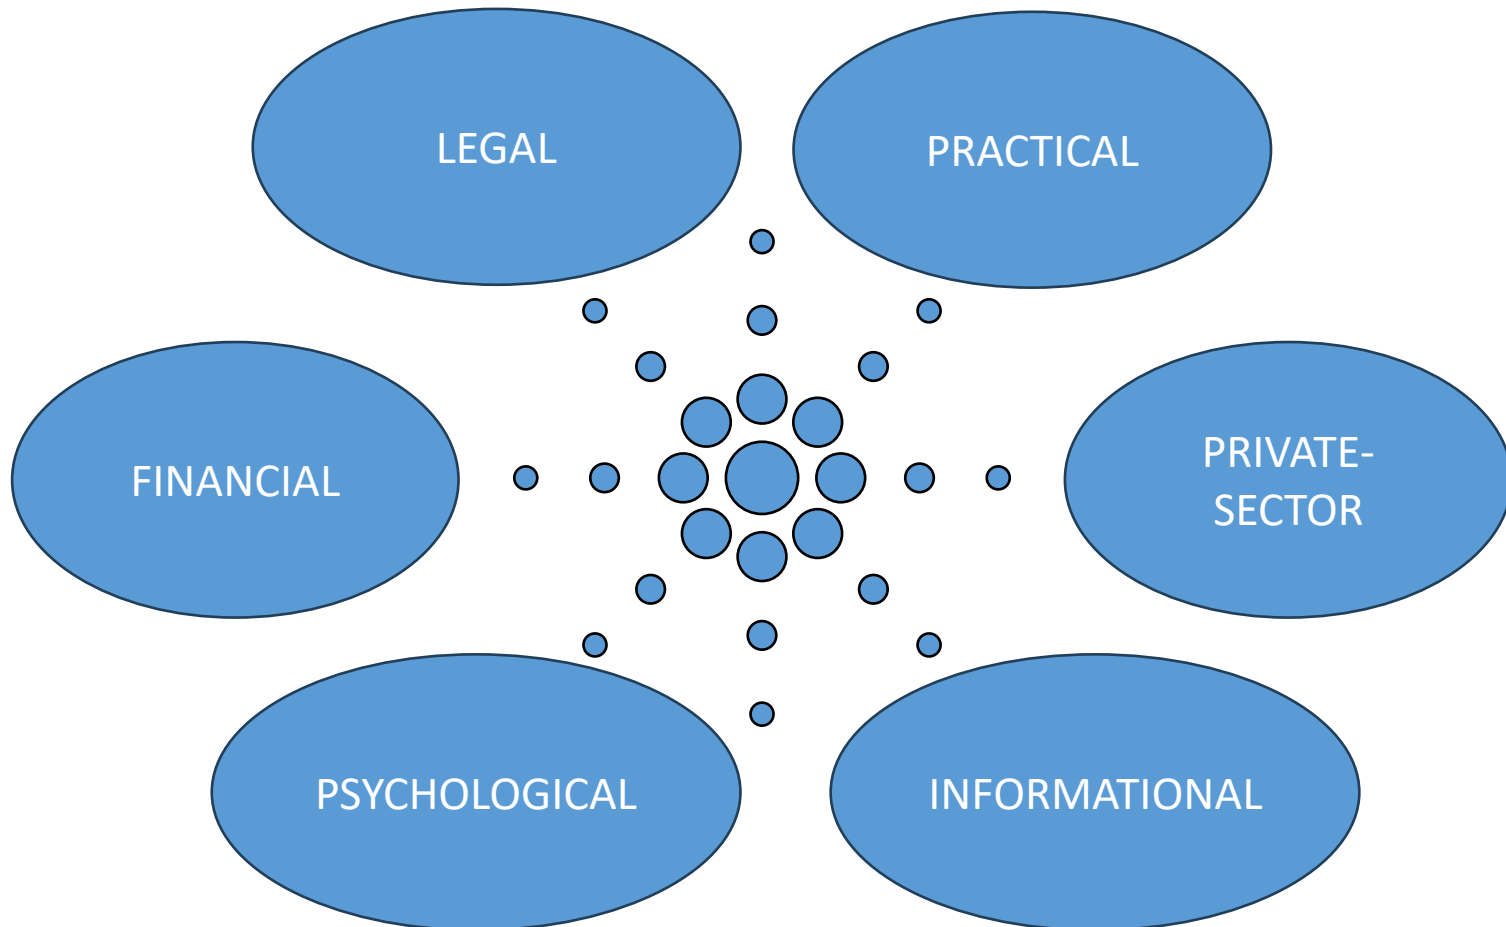 LEGAL
PRACTICAL
FINANCIAL
PRIVATE-
SECTOR
PSYCHOLOGICAL
INFORMATIONAL